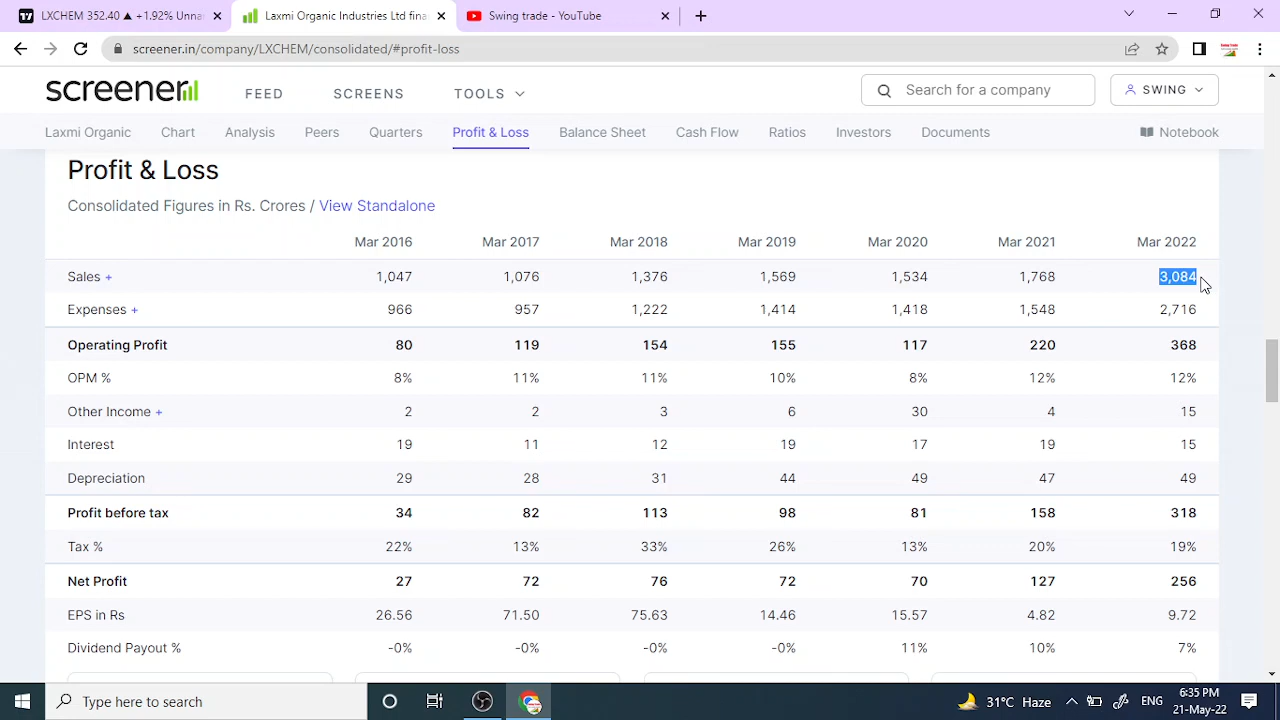 LXCHEM 352.40 ▲ +1.92% Unnam
Laxmi Organic Ltd fina
Swing trade - YouTube
screener.in/company/LXCHEM/consolidated/#profit-loss
screener
FEED SCREENS TOOLS
Search for a company
SWING
Laxmi Organic Chart Analysis Peers Quarters Profit & Loss Balance Sheet Cash Flow Ratios Investors Documents Notebook
Profit & Loss
Consolidated Figures in Rs. Crores / View Standalone
Mar 2016 Mar 2017 Mar 2018 Mar 2019 Mar 2020 Mar 2021 Mar 2022
Sales + 1,047 1,076 1,376 1,569 1,534 1,768 3,084
Expenses + 966 957 1,222 1,414 1,418 1,548 2,716
Operating Profit 80 119 154 155 117 220 368
OPM % 8% 11% 11% 10% 8% 12% 12%
Other Income + 2 2 3 6 30 4 15
Interest 19 11 12 19 17 19 15
Depreciation 29 28 31 44 49 47 49
Profit before tax 34 82 113 98 81 158 318
Tax % 22% 13% 33% 26% 13% 20% 19%
Net Profit 27 72 76 72 70 127 256
EPS in Rs 26.56 71.50 75.63 14.46 15.57 4.82 9.72
Dividend Payout % -0% -0% -0% -0% 11% 10% 7%
Type here to search
31°C Haze
ENG
6:35 PM
21-May-22